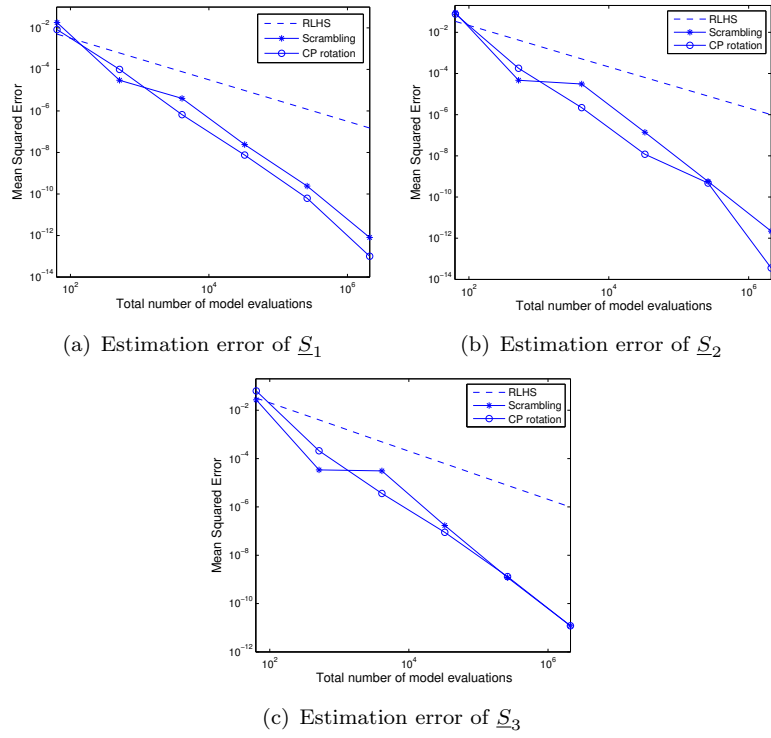 10^{-2}
10^{-4}
10^{-6}
10^{-8}
10^{-10}
10^{-12}
10^{-14}
Mean Squared Error
RLHS
Scrambling
CP rotation
10^2
10^4
10^6
Total number of model evaluations
(a) Estimation error of S_1
10^{-2}
10^{-4}
10^{-6}
10^{-8}
10^{-10}
10^{-12}
10^{-14}
Mean Squared Error
RLHS
Scrambling
CP rotation
10^2
10^4
10^6
Total number of model evaluations
(b) Estimation error of S_2
10^{-2}
10^{-4}
10^{-6}
10^{-8}
10^{-10}
10^{-12}
Mean Squared Error
RLHS
Scrambling
CP rotation
10^2
10^4
10^6
Total number of model evaluations
(c) Estimation error of S_3